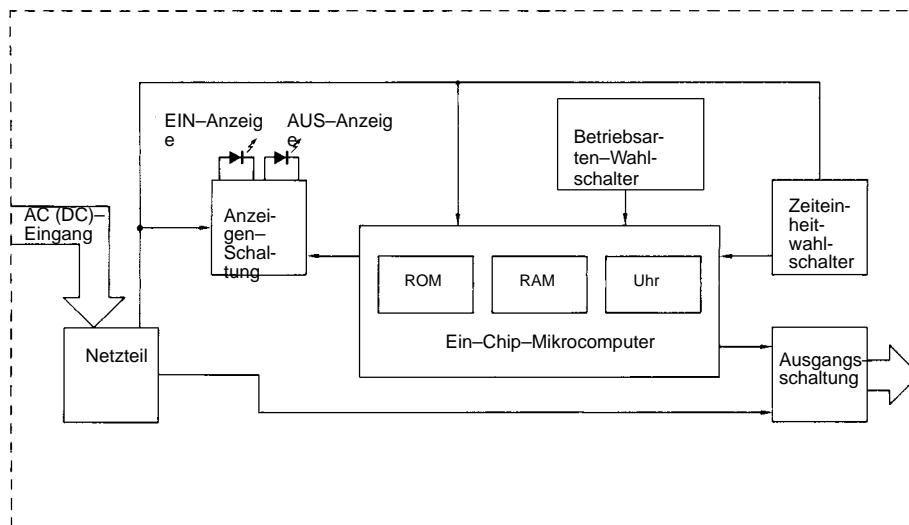 EIN–Anzeig
e
AUS–Anzeig
e
Betriebsar-
ten–Wahl-
schalter
AC (DC)–
Eingang
Anzei-
gen–
Schal-
tung
Zeitein-
heit-
wahl-
schalter
ROM
RAM
Uhr
Ein–Chip–Mikrocomputer
Netzteil
Ausgangs
schaltung